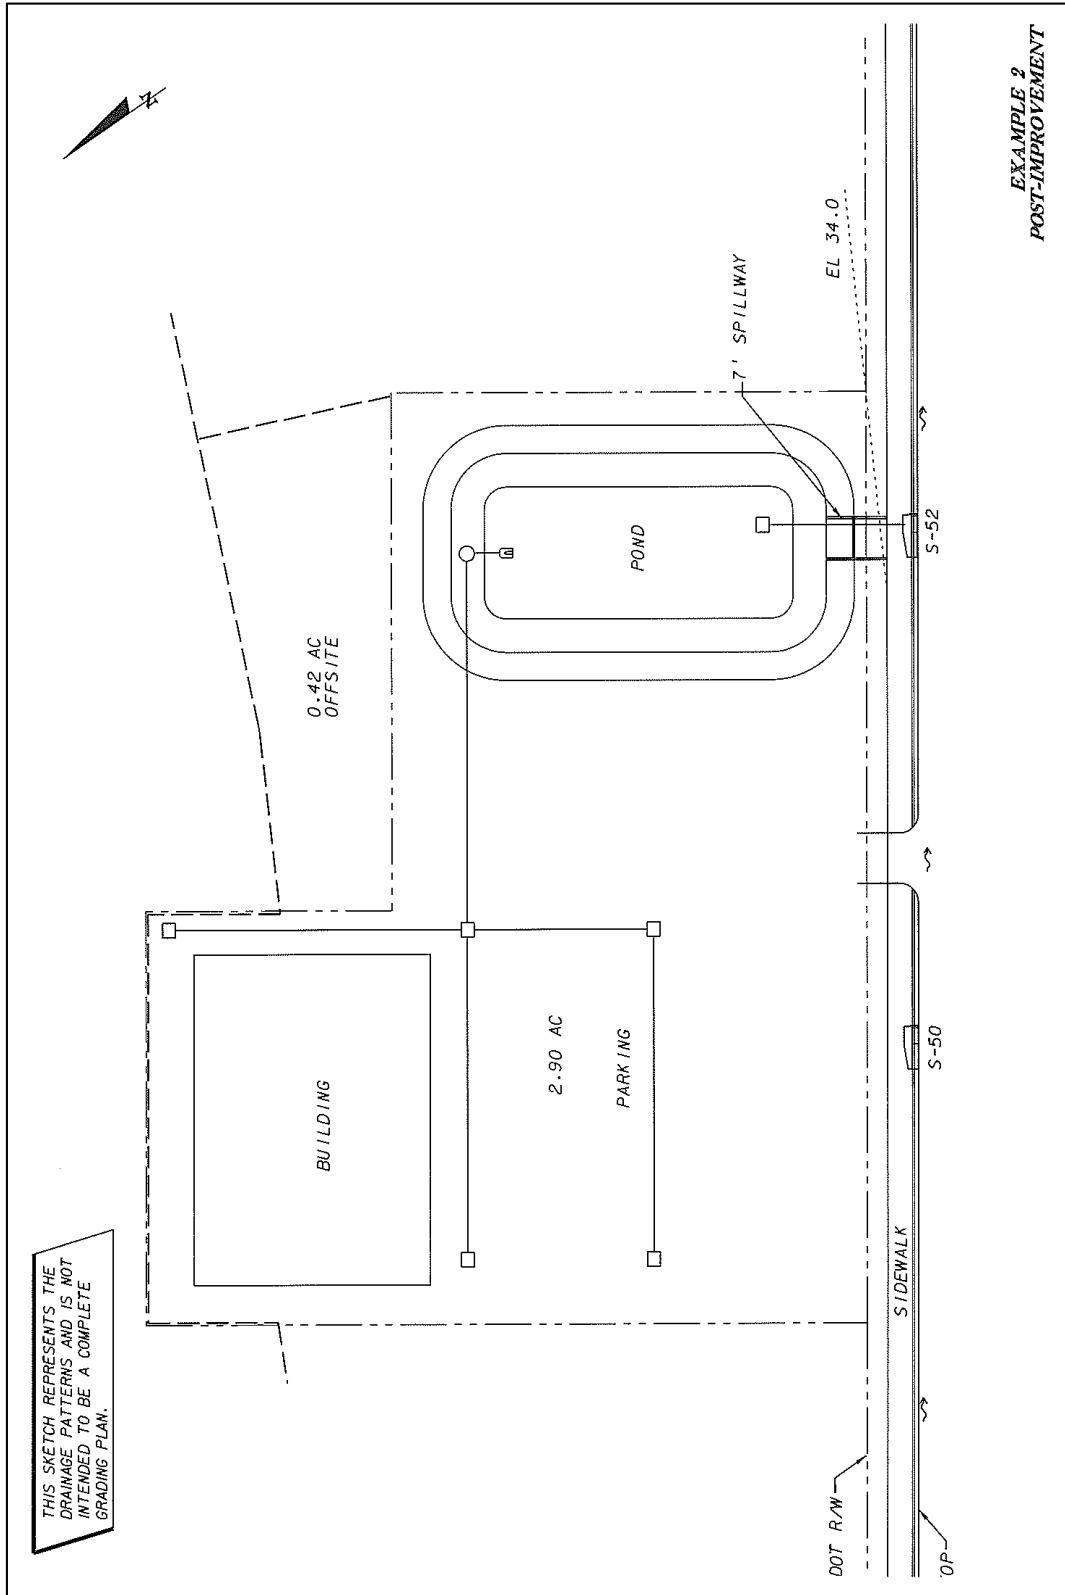 THIS SKETCH REPRESENTS THE
DRAINAGE PATTERNS AND IS NOT
INTENDED TO BE A COMPLETE
GRADING PLAN.
N
0.42 AC
OFFSITE
BUILDING
2.90 AC
PARKING
POND
7' SPILLWAY
EL 34.0
DOT R/W
SIDEWALK
S-50
S-52
OP
EXAMPLE 2
POST-IMPROVEMENT